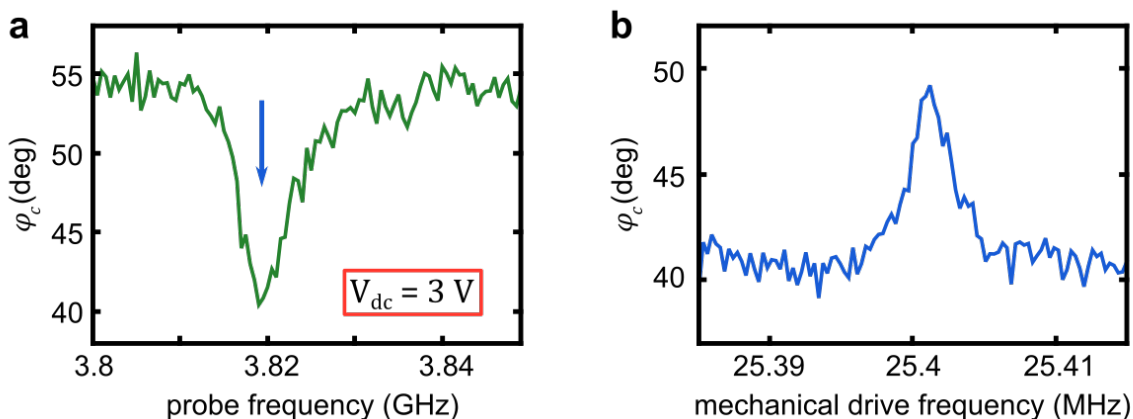 a
55
50
45
40
φc(deg)
Vdc = 3 V
3.8
3.82
3.84
probe frequency (GHz)
b
50
45
40
φc(deg)
25.39
25.4
25.41
mechanical drive frequency (MHz)